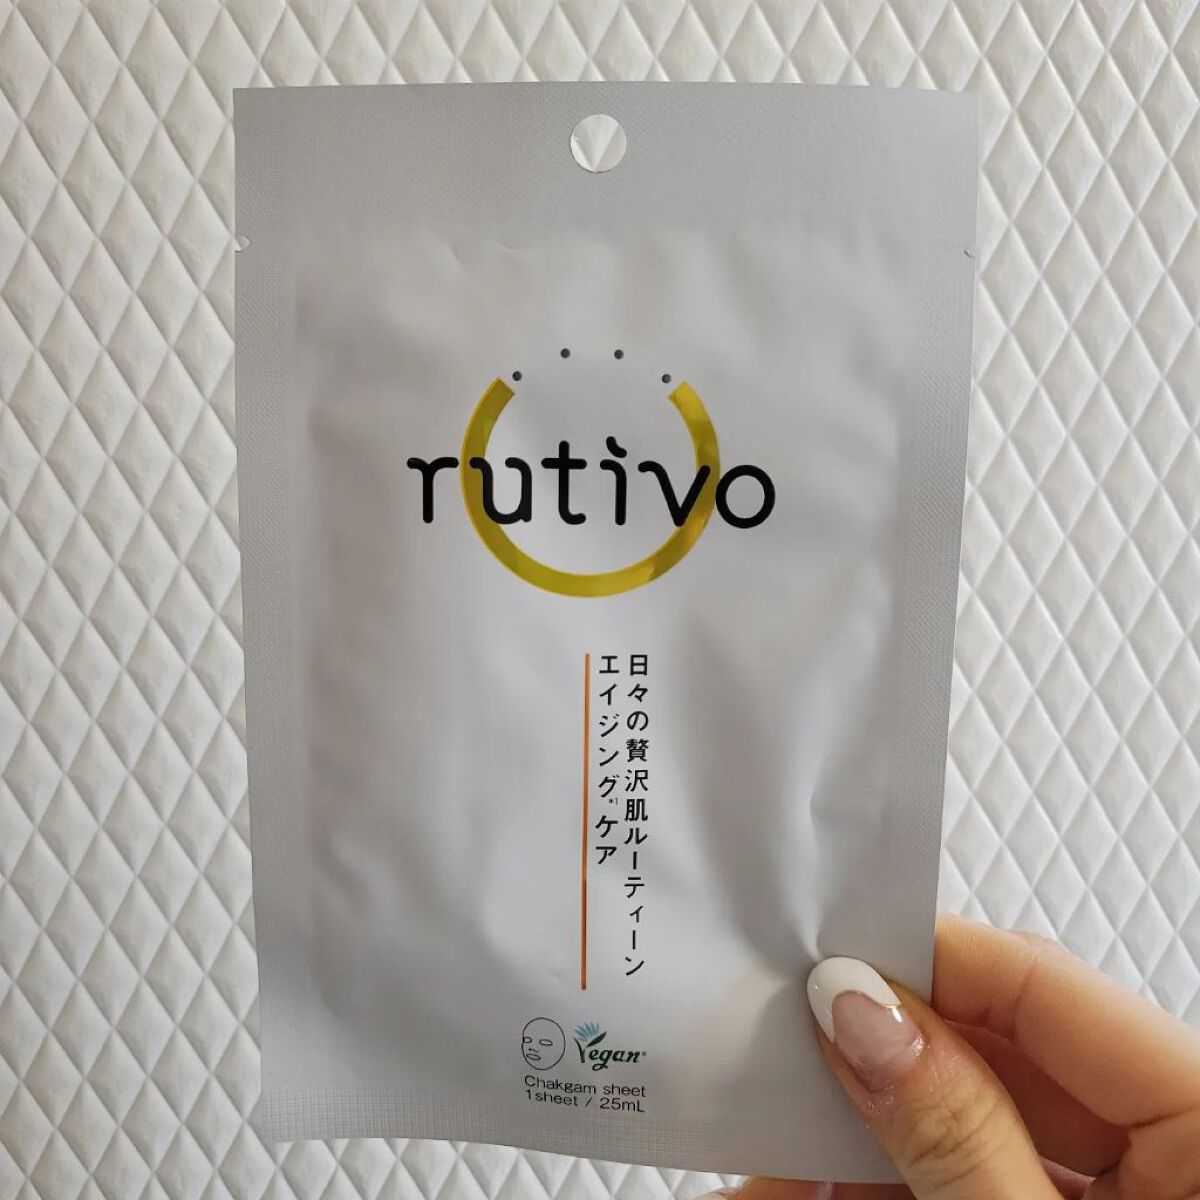 rutivo
日々の贅沢肌ルーティーン
エイジング*1ケア
Vegan
Chakgam sheet
1sheet / 25mL